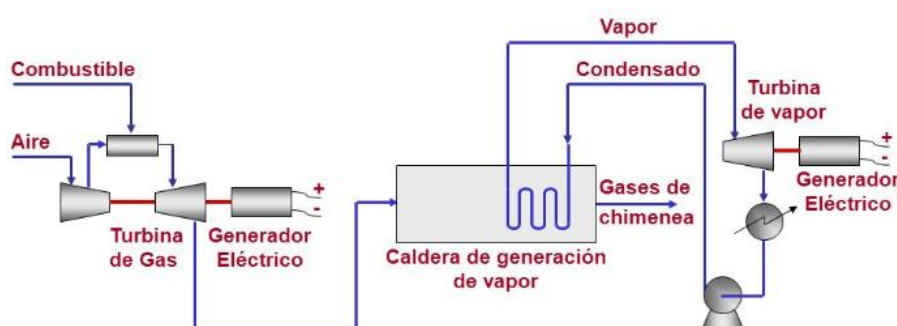 Vapor
Combustible
Condensado
Turbina
de vapor
Aire
+
-
Gases de
chimenea
Generador
Eléctrico
+
-
Turbina
de Gas
Generador
Eléctrico
Caldera de generación
de vapor